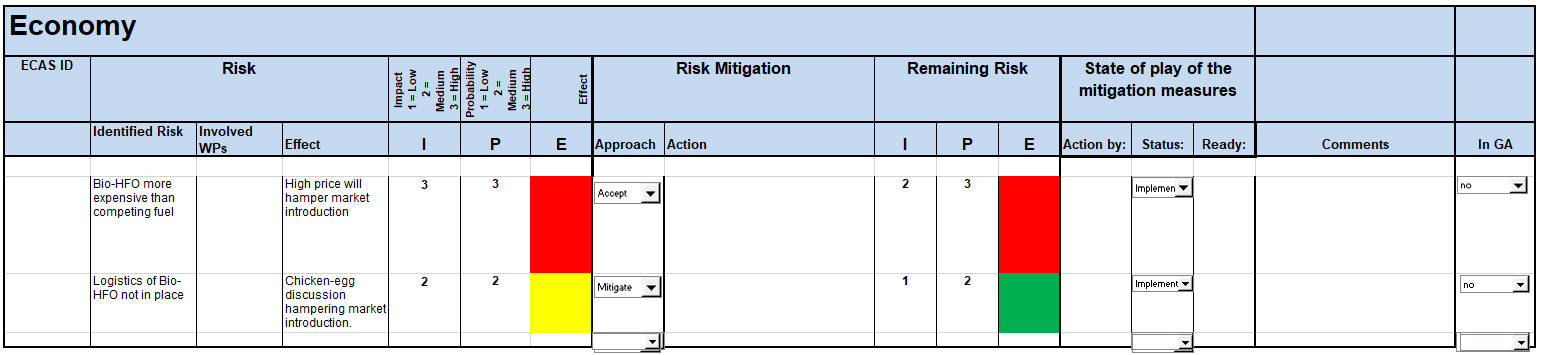 Economy
ECAS ID
Risk
Impact
1 = Low
2 =
Medium
3 = High
Probability
1 = Low
2 =
Medium
3 = High
Effect
Risk Mitigation
Remaining Risk
State of play of the
mitigation measures
Identified Risk
Involved
WPs
Effect
I
P
E
Approach
Action
I
P
E
Action by:
Status:
Ready:
Comments
In GA
Bio-HFO more
expensive than
competing fuel
High price will
hamper market
introduction
3
3
Accept
2
3
Implemen
no
Logistics of Bio-
HFO not in place
Chicken-egg
discussion
hampering market
introduction.
2
2
Mitigate
1
2
Implement
no